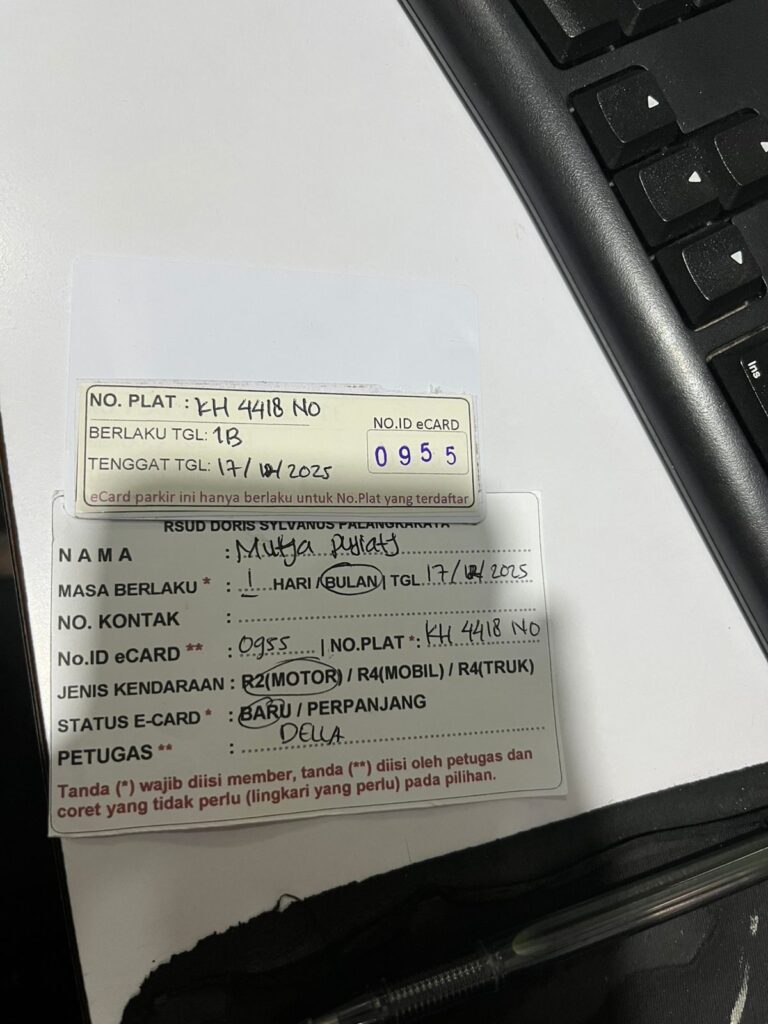 NO. PLAT : KH 4418 NO
BERLAKU TGL: 1B
NO.ID eCARD
0955
TENGGAT TGL: 17/12/2025
eCard parkir ini hanya berlaku untuk No.Plat yang terdaftar
RSUD DORIS SYLVANUS PALANGKARAYA
NAMA : Mutya
MASA BERLAKU * : 1 HARI / BULAN | TGL 17/12/2025
NO. KONTAK :
No.ID eCARD ** : 0955 | NO.PLAT *: KH 4418 NO
JENIS KENDARAAN : R2(MOTOR) / R4(MOBIL) / R4(TRUK)
STATUS E-CARD * : BARU / PERPANJANG
PETUGAS ** : DELLA
Tanda (*) wajib diisi member, tanda (**) diisi oleh petugas dan
coret yang tidak perlu (lingkari yang perlu) pada pilihan.
Ins